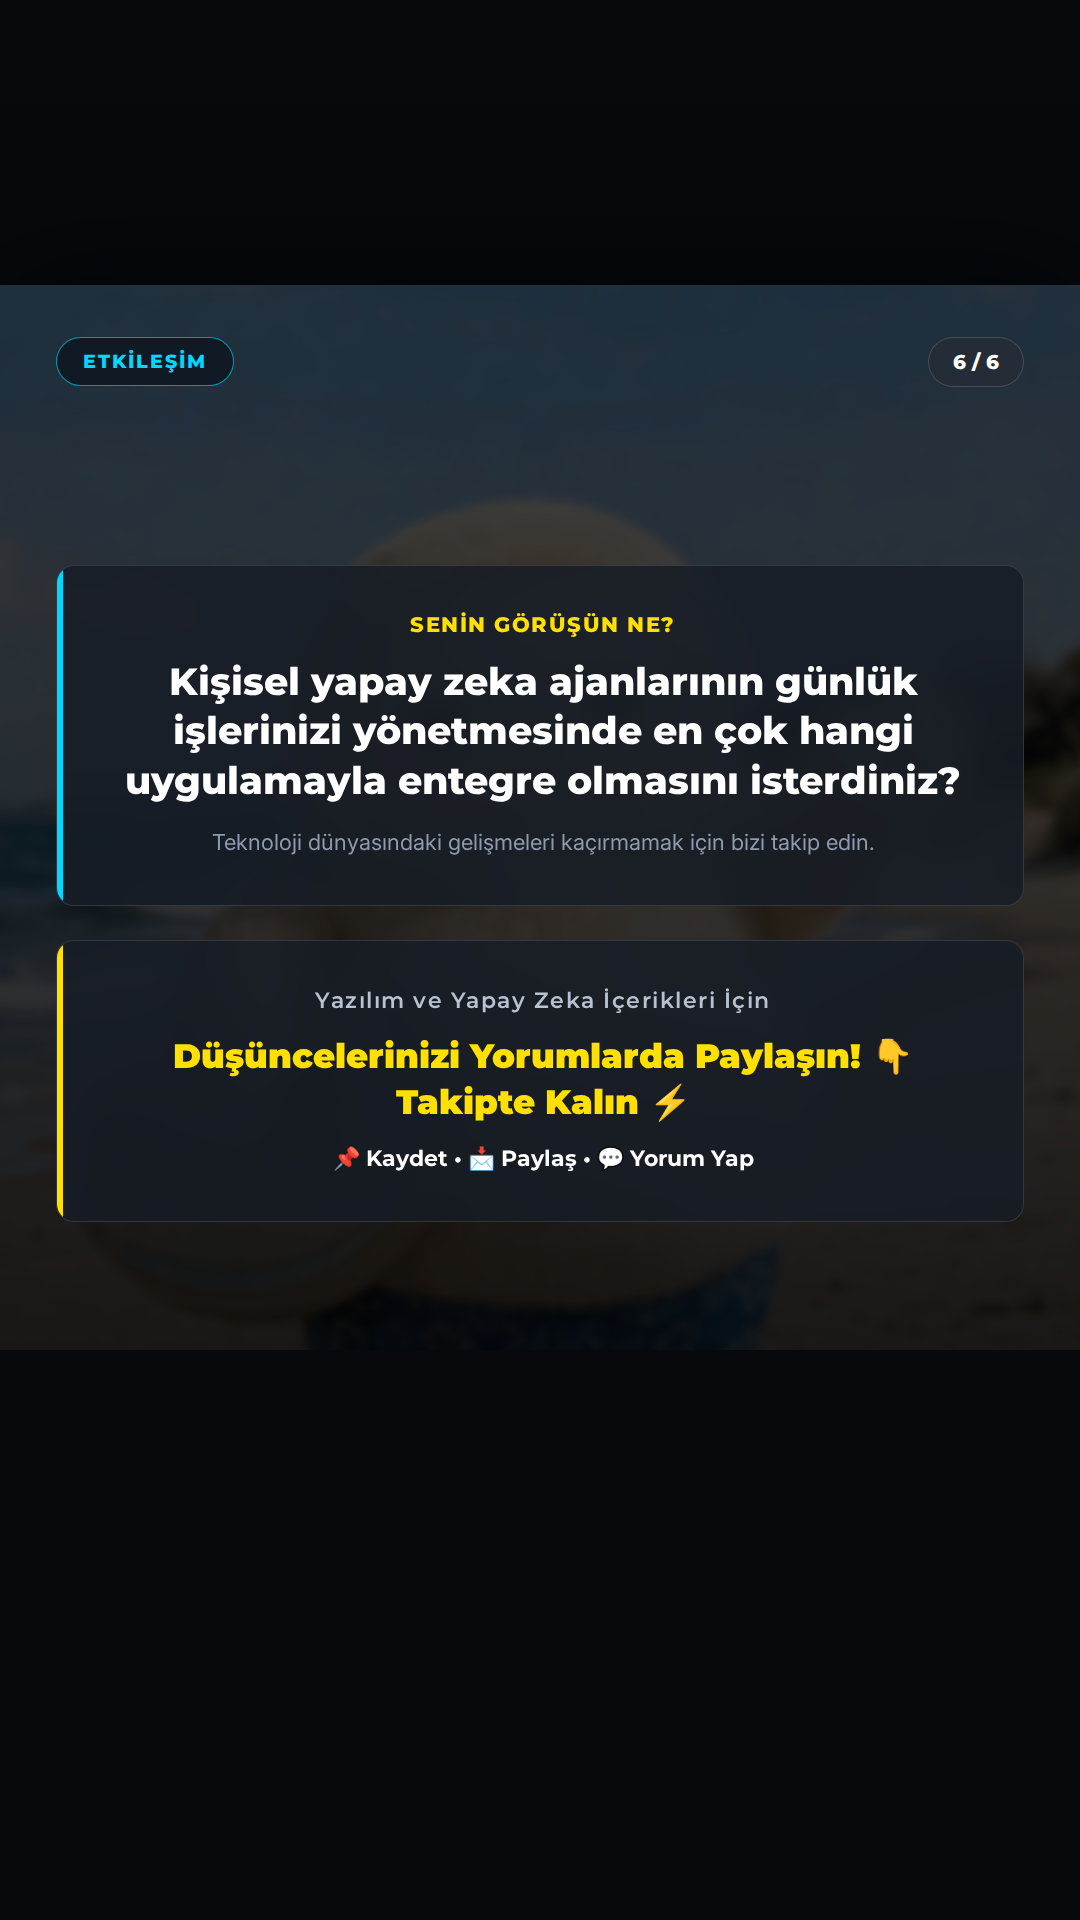 ETKİLEŞİM
6 / 6
SENİN GÖRÜŞÜN NE?
Kişisel yapay zeka ajanlarının günlük
işlerinizi yönetmesinde en çok hangi
uygulamayla entegre olmasını isterdiniz?
Teknoloji dünyasındaki gelişmeleri kaçırmamak için bizi takip edin.
Yazılım ve Yapay Zeka İçerikleri İçin
Düşüncelerinizi Yorumlarda Paylaşın! 👇
Takipte Kalın ⚡
📌 Kaydet • 📩 Paylaş • 💬 Yorum Yap